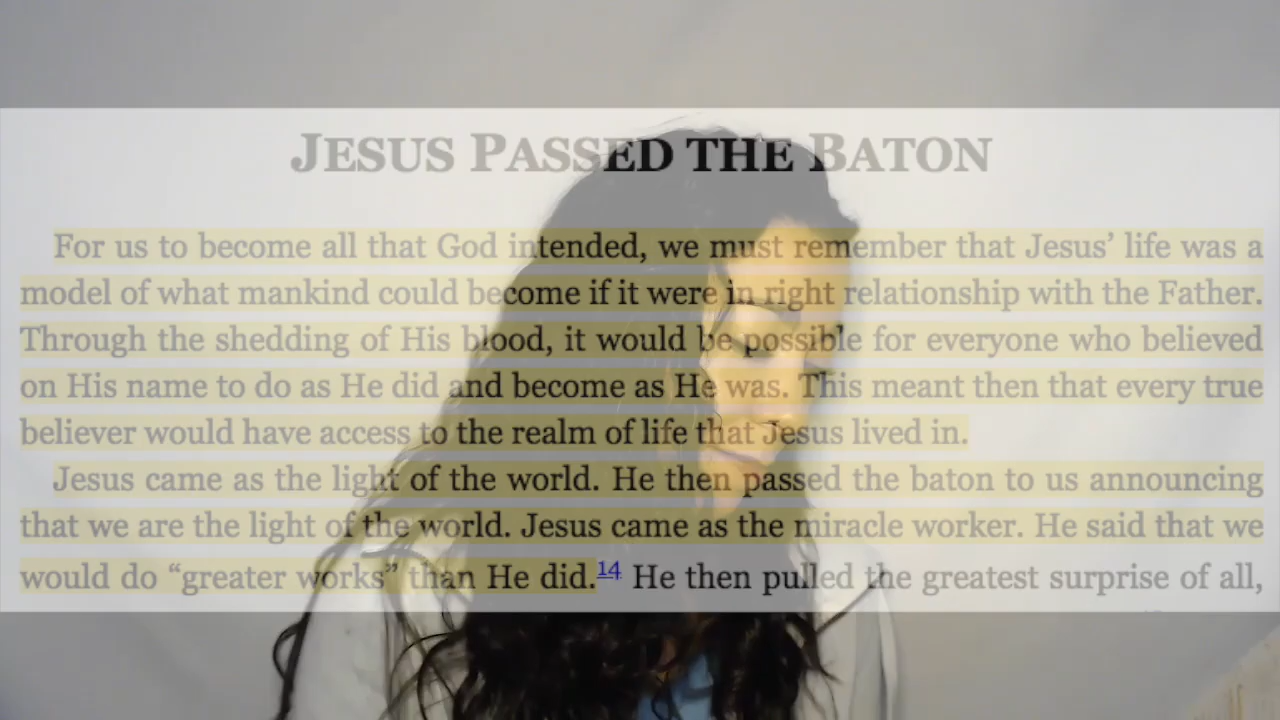 JESUS PASSED THE BATON
For us to become all that God intended, we must remember that Jesus’ life was a
model of what mankind could become if it were in right relationship with the Father.
Through the shedding of His blood, it would be possible for everyone who believed
on His name to do as He did and become as He was. This meant then that every true
believer would have access to the realm of life that Jesus lived in.
Jesus came as the light of the world. He then passed the baton to us announcing
that we are the light of the world. Jesus came as the miracle worker. He said that we
would do “greater works” than He did.14 He then pulled the greatest surprise of all,